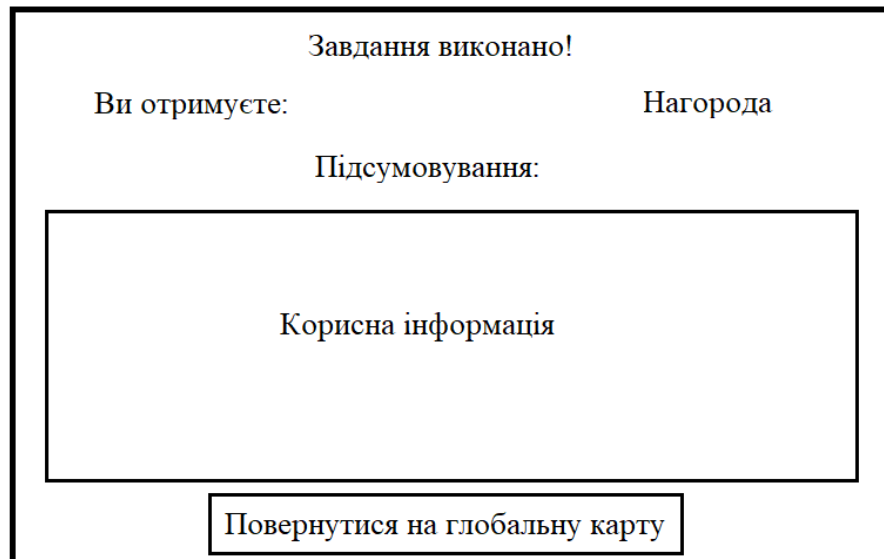 Завдання виконано!
Ви отримуєте: Нагорода
Підсумовування:
Корисна інформація
Повернутися на глобальну карту